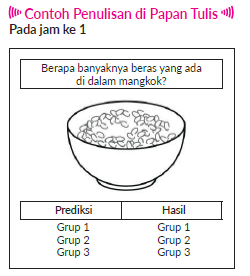 Contoh Penulisan di Papan Tulis
Pada jam ke 1
Berapa banyaknya beras yang ada
di dalam mangkok?
Prediksi Hasil
Grup 1 Grup 1
Grup 2 Grup 2
Grup 3 Grup 3